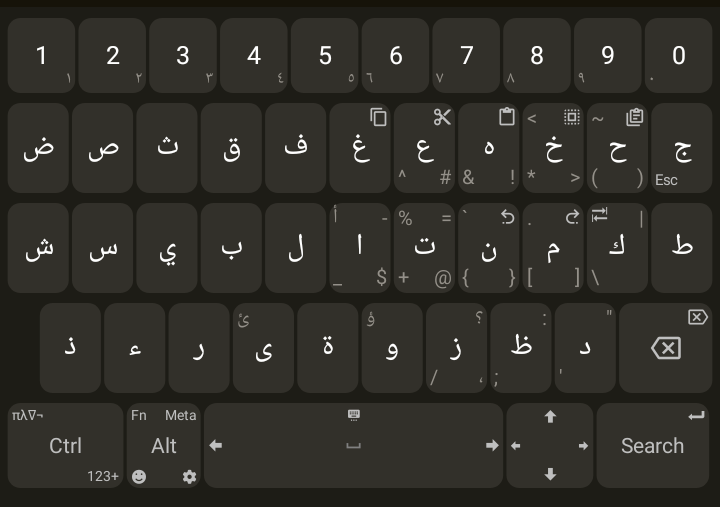 1 ١ 2 ٢ 3 ٣ 4 ٤ 5 ٥ 6 ٦ 7 ٧ 8 ٨ 9 ٩ 0 ٠
ض ص ث ق ف غ ع ^ # ه & ! خ < * > ح ~ ( ) ج Esc
ش س ي ب ل ا أ - _ $ ت % = + @ ن ` { } م . [ ] ك | \ ط
ذ ء ر ى ئ ة و ؤ ز ؟ / ، ظ : ; د " '
πλ∇¬ Ctrl 123+ Fn Meta Alt Search